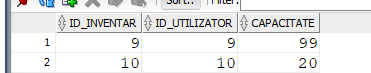 Sort.. Filter:
ID_INVENTAR ID_UTILIZATOR CAPACITATE
1 9 9 99
2 10 10 20